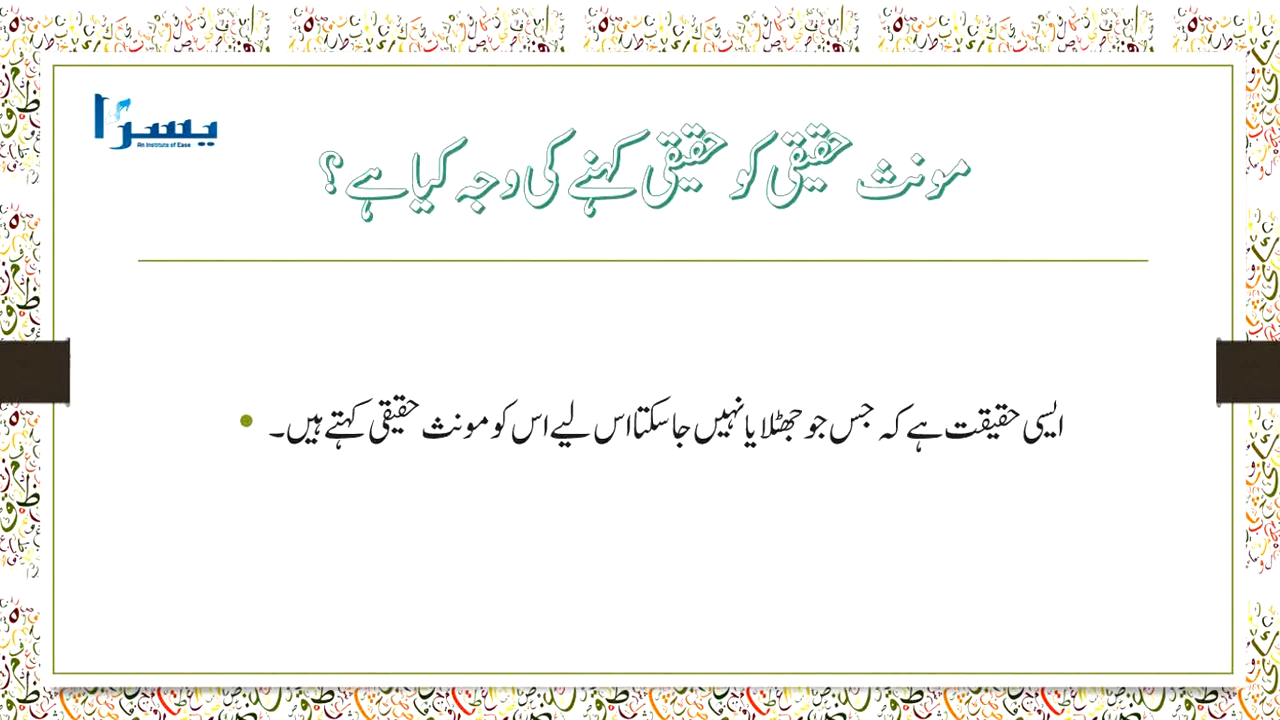 یسرًا
An Institute of Ease
مونث حقیقی کو حقیقی کہنے کی وجہ کیا ہے؟
ایسی حقیقت ہے کہ جس جو جھٹلایا نہیں جا سکتا اس لیے اس کو مونث حقیقی کہتے ہیں۔